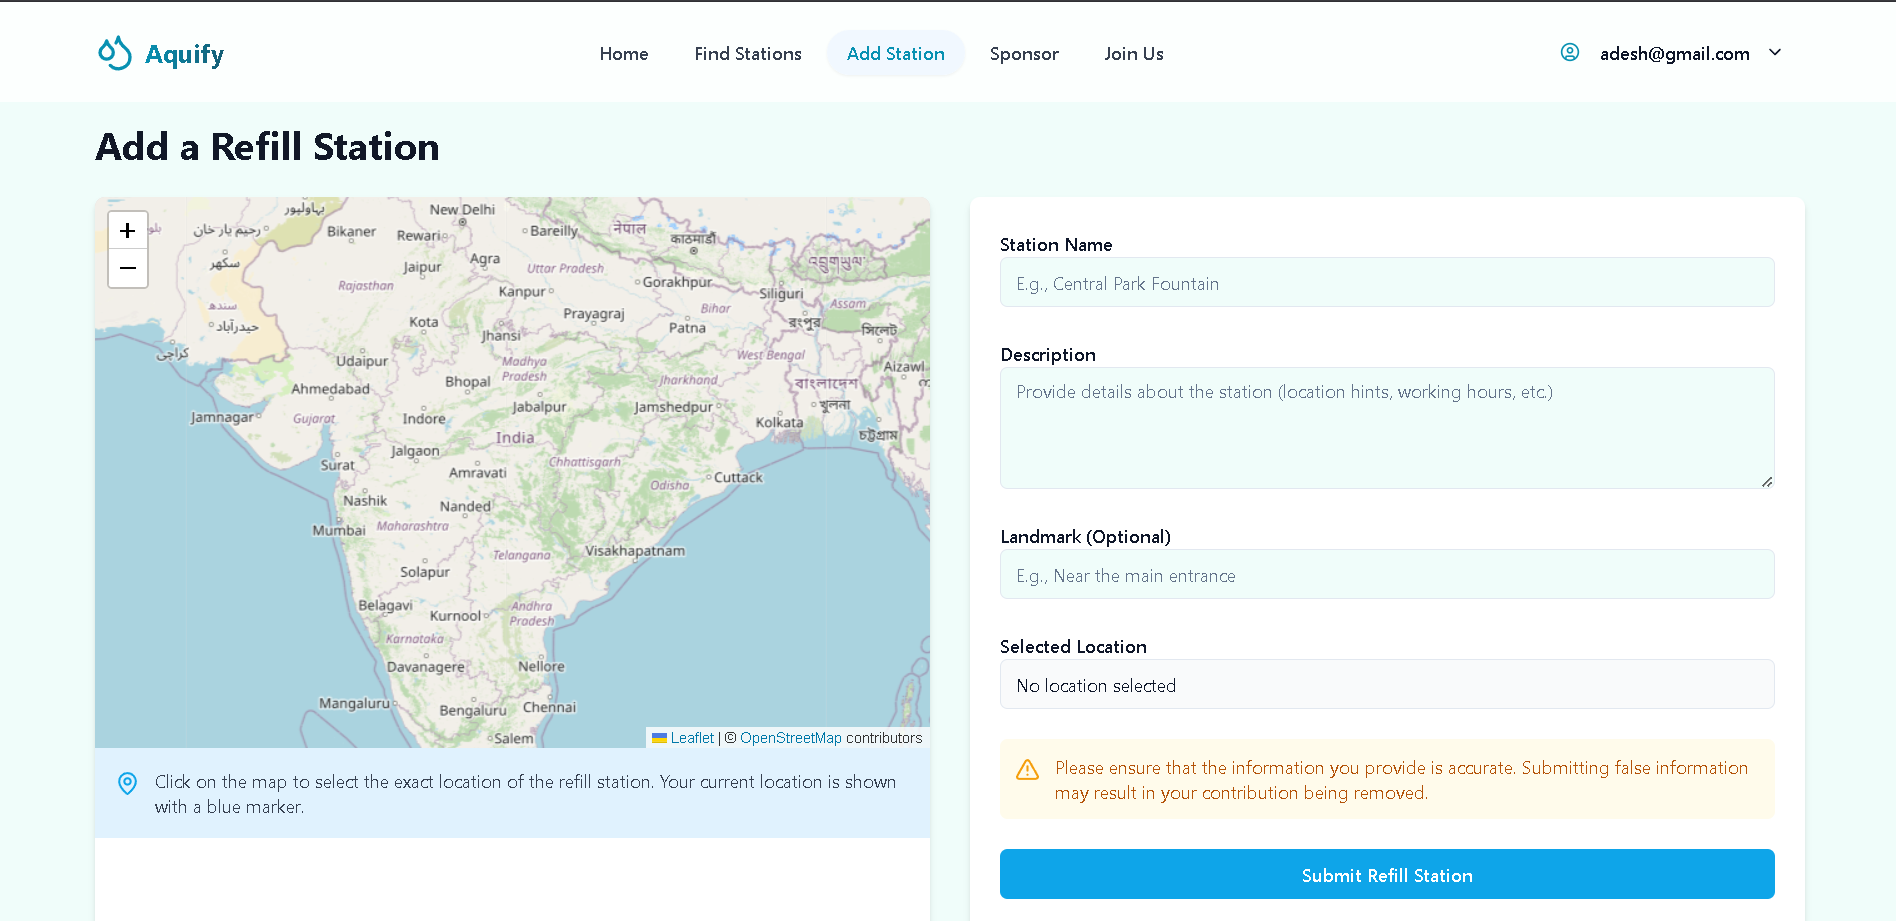 Aquify
Home
Find Stations
Add Station
Sponsor
Join Us
adesh@gmail.com
Add a Refill Station
+
−
بہاولپور
New Delhi
رحیم یار خان
Bikaner
Rewari
Bareilly
नेपाल
काठमाडौं
سکھر
Jaipur
Agra
Uttar Pradesh
འབྲུག་ཡུལ་
Rajasthan
Kanpur
Gorakhpur
Siliguri
Assam
سندھ
Prayagraj
Bihar
حیدرآباد
Kota
Jhansi
Patna
রংপুর
সিলেট
کراچی
Udaipur
Madhya
Pradesh
West Bengal
Aizawl
Ahmedabad
Bhopal
Jharkhand
বাংলাদেশ
Jamnagar
Gujarat
Indore
Jabalpur
Jamshedpur
খুলনা
Kolkata
India
চট্টগ্রাম
Surat
Jalgaon
Amravati
Chhattisgarh
Odisha
Cuttack
Nashik
Nanded
Mumbai
Maharashtra
Telangana
Visakhapatnam
Solapur
Belagavi
Kurnool
Andhra
Pradesh
Karnataka
Davanagere
Nellore
Mangaluru
Bengaluru
Chennai
Salem
Leaflet | © OpenStreetMap contributors
Click on the map to select the exact location of the refill station. Your current location is shown
with a blue marker.
Station Name
E.g., Central Park Fountain
Description
Provide details about the station (location hints, working hours, etc.)
Landmark (Optional)
E.g., Near the main entrance
Selected Location
No location selected
Please ensure that the information you provide is accurate. Submitting false information
may result in your contribution being removed.
Submit Refill Station